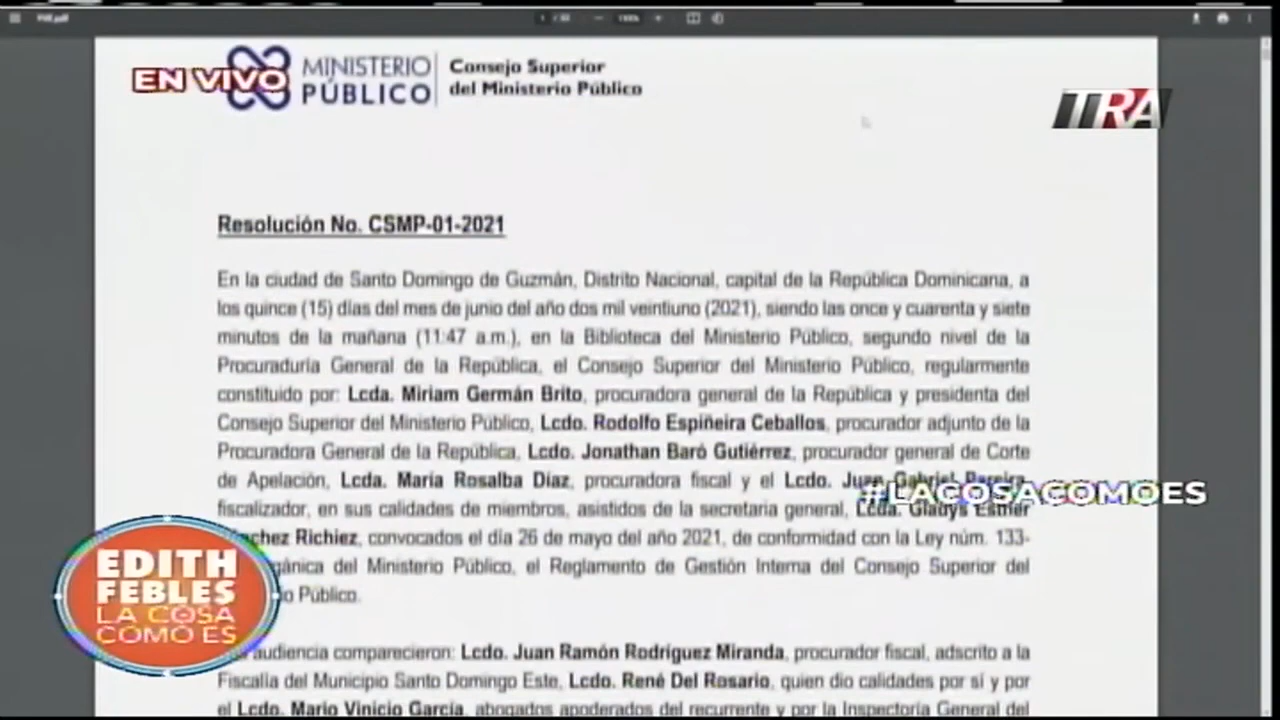 EN VIVO
MINISTERIO PÚBLICO
Consejo Superior
del Ministerio Público
TRA
Resolución No. CSMP-01-2021
En la ciudad de Santo Domingo de Guzmán, Distrito Nacional, capital de la República Dominicana, a
los quince (15) días del mes de junio del año dos mil veintiuno (2021), siendo las once y cuarenta y siete
minutos de la mañana (11:47 a.m.), en la Biblioteca del Ministerio Público, segundo nivel de la
Procuraduría General de la República, el Consejo Superior del Ministerio Público, regularmente
constituido por: Lcda. Miriam Germán Brito, procuradora general de la República y presidenta del
Consejo Superior del Ministerio Público, Lcdo. Rodolfo Espiñeira Ceballos, procurador adjunto de la
Procuradora General de la República, Lcdo. Jonathan Baró Gutiérrez, procurador general de Corte
de Apelación, Lcda. María Rosalba Díaz, procuradora fiscal y el Lcdo. Juan Gabriel Pereira,
#LACOSACOMOES
fiscalizador, en sus calidades de miembros, asistidos de la secretaria general, Lcda. Gladys Esther
chez Richiez, convocados el día 26 de mayo del año 2021, de conformidad con la Ley núm. 133-
gánica del Ministerio Público, el Reglamento de Gestión Interna del Consejo Superior del
io Público.
EDITH
FEBLES
LA COSA
COMO ES
audiencia comparecieron: Lcdo. Juan Ramón Rodríguez Miranda, procurador fiscal, adscrito a la
Fiscalía del Municipio Santo Domingo Este, Lcdo. René Del Rosario, quien dio calidades por sí y por
el Lcdo. Mario Vinicio García, abogados apoderados del recurrente y por la Inspectoría General del